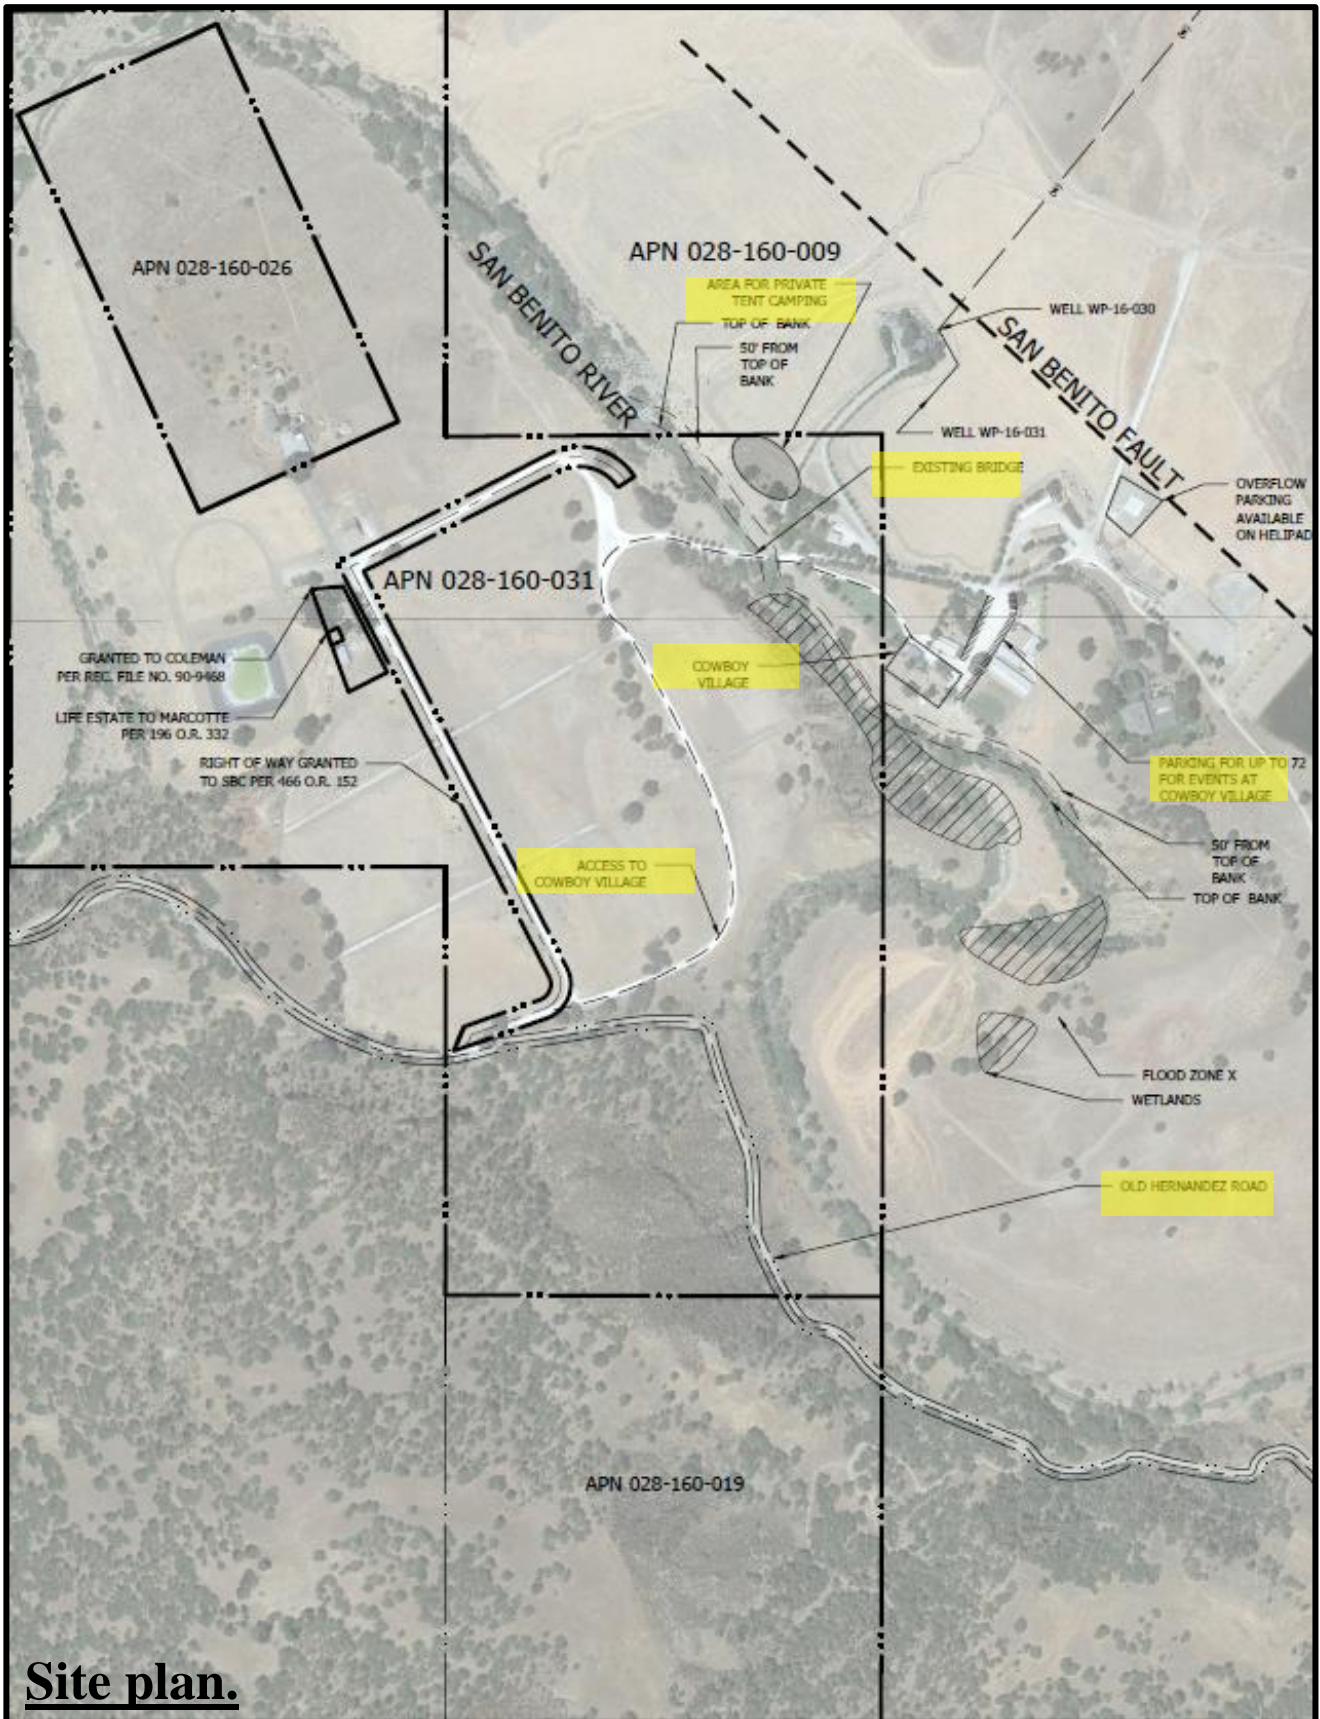 APN 028-160-026
SAN BENITO RIVER
APN 028-160-009
AREA FOR PRIVATE
TENT CAMPING
TOP OF BANK
50' FROM
TOP OF
BANK
WELL WP-16-030
SAN BENITO FAULT
WELL WP-16-031
EXISTING BRIDGE
OVERFLOW
PARKING
AVAILABLE
ON HELIPAD
APN 028-160-031
GRANTED TO COLEMAN
PER REC. FILE NO. 90-9468
LIFE ESTATE TO MARCOTTE
PER 196 O.R. 332
RIGHT OF WAY GRANTED
TO SBC PER 466 O.R. 152
COWBOY
VILLAGE
PARKING FOR UP TO 72
FOR EVENTS AT
COWBOY VILLAGE
ACCESS TO
COWBOY VILLAGE
50' FROM
TOP OF
BANK
TOP OF BANK
FLOOD ZONE X
WETLANDS
OLD HERNANDEZ ROAD
APN 028-160-019
Site plan.